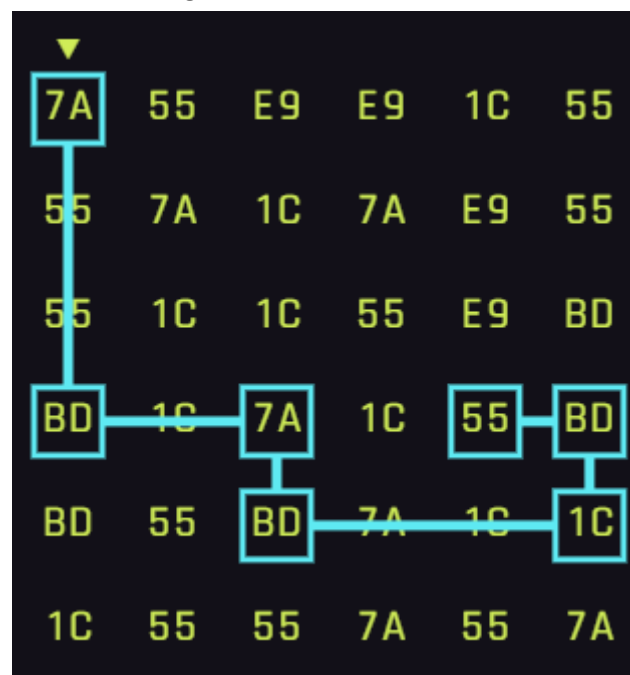 7A 55 E9 E9 1C 55
55 7A 1C 7A E9 55
55 1C 1C 55 E9 BD
BD 1C 7A 1C 55 BD
BD 55 BD 7A 1C 1C
1C 55 55 7A 55 7A